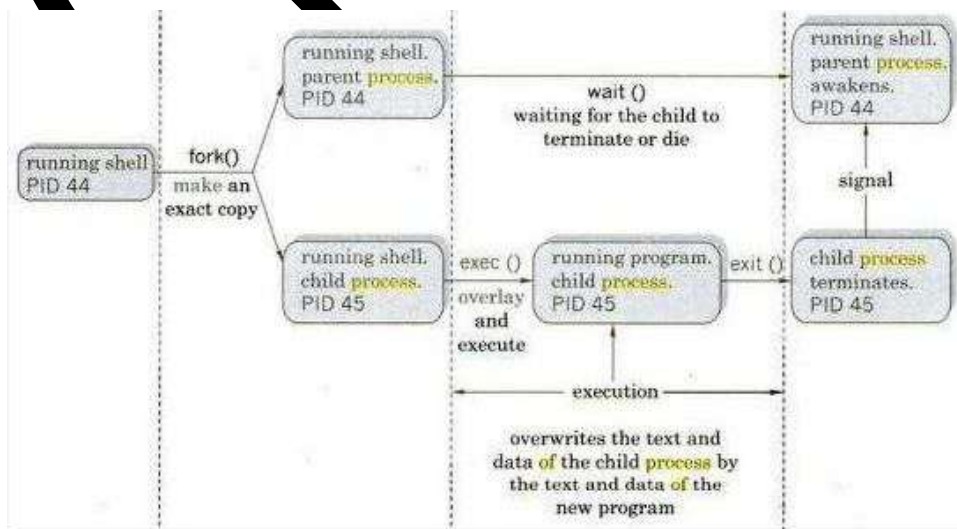 running shell
PID 44
fork()
make an
exact copy
running shell.
parent process.
PID 44
wait ()
waiting for the child to
terminate or die
running shell.
parent process.
awakens.
PID 44
signal
running shell.
child process.
PID 45
exec ()
overlay
and
execute
running program.
child process.
PID 45
exit ()
child process
terminates.
PID 45
execution
overwrites the text and
data of the child process by
the text and data of the
new program